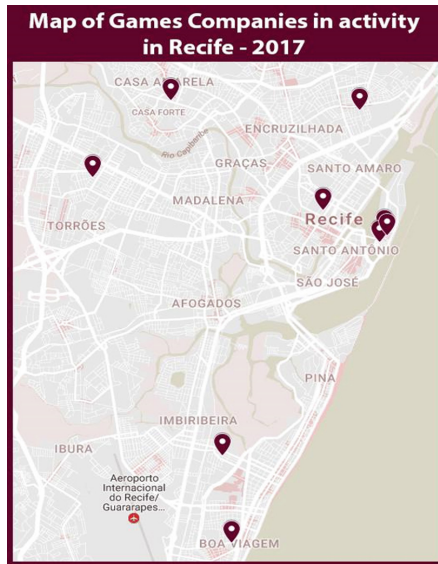 Map of Games Companies in activity
in Recife - 2017
CASA AMARELA
CASA FORTE
Rio Capibaribe
ENCRUZILHADA
GRAÇAS
SANTO AMARO
MADALENA
Recife
TORRÕES
SANTO ANTÔNIO
SÃO JOSÉ
AFOGADOS
PINA
IMBIRIBEIRA
IBURA
Aeroporto
Internacional
do Recife/
Guararapes...
BOA VIAGEM